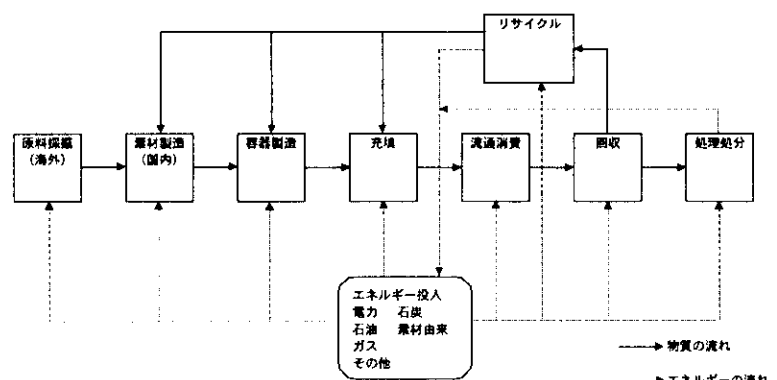 リサイクル
原料採掘
(海外)
素材製造
(国内)
容器製造
充填
流通消費
回収
処理処分
エネルギー投入
電力 石炭
石油 素材由来
ガス
その他
物質の流れ
エネルギーの流れ